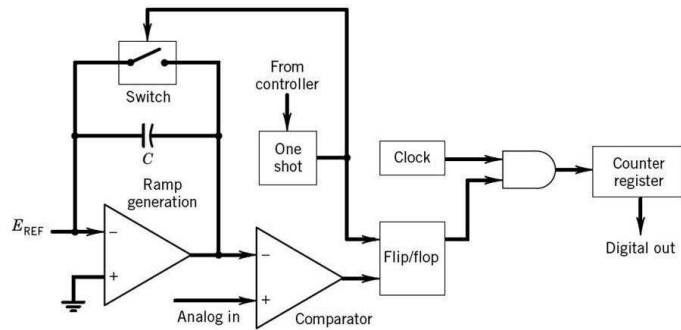 Switch
From
controller
C
One
shot
Clock
Counter
register
Ramp
generation
E_REF
−
+
−
+
Flip/flop
Digital out
Analog in
Comparator